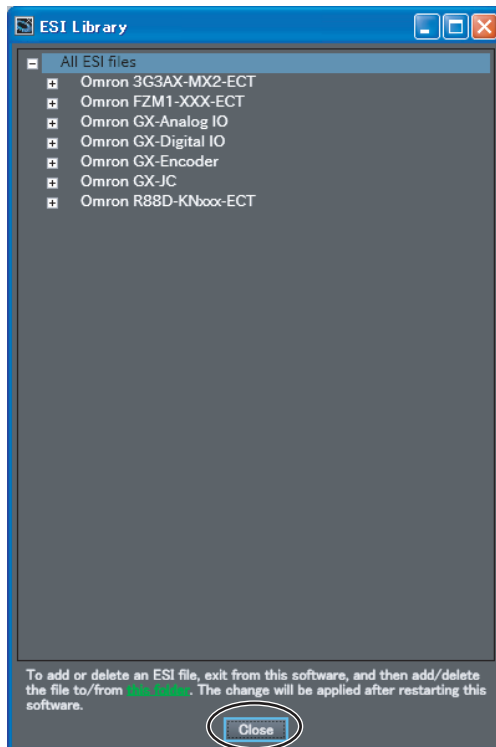 ESI Library
All ESI files
Omron 3G3AX-MX2-ECT
Omron FZM1-XXX-ECT
Omron GX-Analog IO
Omron GX-Digital IO
Omron GX-Encoder
Omron GX-JC
Omron R88D-KNxxx-ECT
To add or delete an ESI file, exit from this software, and then add/delete
the file to/from this folder. The change will be applied after restarting this
software.
Close